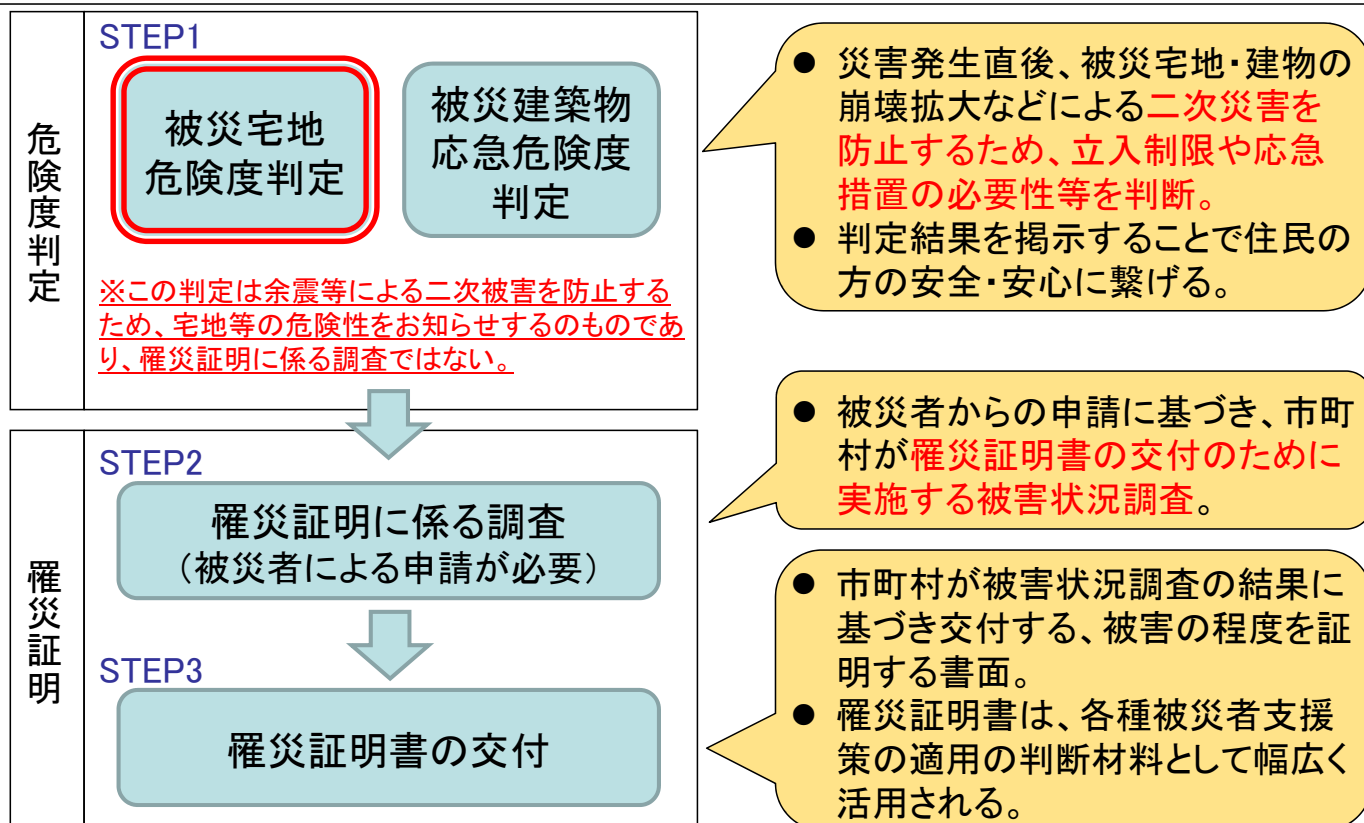 危険度判定
STEP1
被災宅地
危険度判定
被災建築物
応急危険度
判定
※この判定は余震等による二次被害を防止する
ため、宅地等の危険性をお知らせするのものであ
り、罹災証明に係る調査ではない。
● 災害発生直後、被災宅地・建物の
崩壊拡大などによる二次災害を
防止するため、立入制限や応急
措置の必要性等を判断。
● 判定結果を掲示することで住民の
方の安全・安心に繋げる。
罹災証明
STEP2
罹災証明に係る調査
（被災者による申請が必要）
● 被災者からの申請に基づき、市町
村が罹災証明書の交付のために
実施する被害状況調査。
STEP3
罹災証明書の交付
● 市町村が被害状況調査の結果に
基づき交付する、被害の程度を証
明する書面。
● 罹災証明書は、各種被災者支援
策の適用の判断材料として幅広く
活用される。